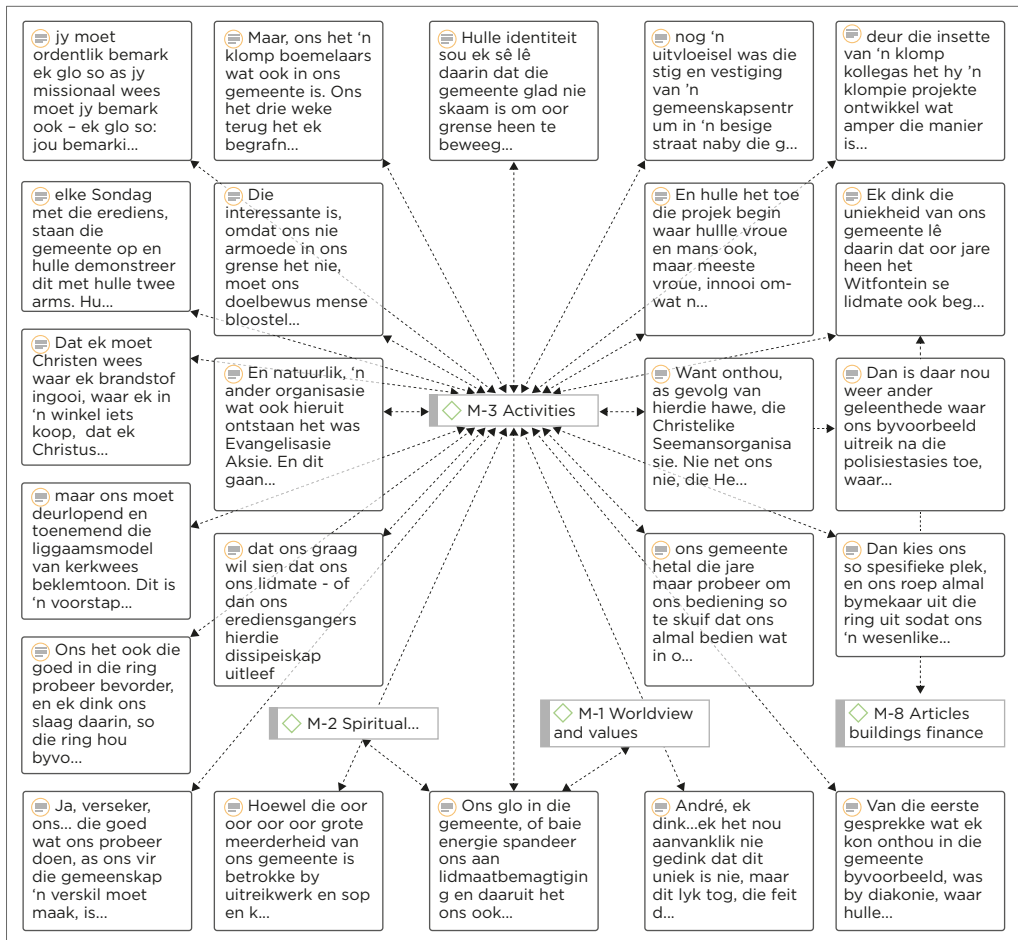 jy moet
ordentlik bemark
ek glo so as jy
missionaal wees
moet jy bemark
ook – ek glo so:
jou bemarki...
Maar, ons het ‘n
klomp boemelaars
wat ook in ons
gemeente is. Ons
het drie weke
terug het ek
begrafn...
Hulle identiteit
sou ek sê lê
daarin dat die
gemeente glad nie
skaam is om oor
grense heen te
beweeg...
nog ‘n
uitvloeisel was die
stig en vestiging
van ’n
gemeenskapsentr
um in ‘n besige
straat naby die g...
deur die insette
van ‘n klomp
kollegas het hy ’n
klompie projekte
ontwikkel wat
amper die manier
is...
elke Sondag
met die erediens,
staan die
gemeente op en
hulle demonstreer
dit met hulle twee
arms. Hu...
Die
interessante is,
omdat ons nie
armoede in ons
grense het nie,
moet ons
doelbewus mense
bloostel...
En hulle het toe
die projek begin
waar hullle vroue
en mans ook,
maar meeste
vroue, innooi om-
wat n...
Ek dink die
uniekheid van ons
gemeente lê
daarin dat oor jare
heen het
Witfontein se
lidmate ook beg...
Dat ek moet
Christen wees
waar ek brandstof
ingooi, waar ek in
‘n winkel iets
koop, dat ek
Christus...
En natuurlik, ‘n
ander organisasie
wat ook hieruit
ontstaan het was
Evangelisasie
Aksie. En dit
gaan...
M-3 Activities
Want onthou,
as gevolg van
hierdie hawe, die
Christelike
Seemansorganisa
sie. Nie net ons
nie, die He...
Dan is daar nou
weer ander
geleenthede waar
ons byvoorbeeld
uitreik na die
polisiestasies toe,
waar...
maar ons moet
deurlopend en
toenemend die
liggaamsmodel
van kerkwees
beklemtoon. Dit is
‘n voorstap...
dat ons graag
wil sien dat ons
ons lidmate - of
dan ons
erediensgangers
hierdie
dissipeiskap
uitleef
ons gemeente
hetal die jare
maar probeer om
ons bediening so
te skuif dat ons
almal bedien wat
in o...
Dan kies ons
so spesifieke plek,
en ons roep almal
bymekaar uit die
ring uit sodat ons
‘n wesenlike...
Ons het ook die
goed in die ring
probeer bevorder,
en ek dink ons
slaag daarin, so
die ring hou
byvo...
M-2 Spiritual...
M-1 Worldview
and values
M-8 Articles
buildings finance
Ja, verseker,
ons... die goed
wat ons probeer
doen, as ons vir
die gemeenskap
‘n verskil moet
maak, is...
Hoewel die oor
oor oor oor grote
meerderheid van
ons gemeente is
betrokke by
uitreikwerk en sop
en k...
Ons glo in die
gemeente, of baie
energie spandeer
ons aan
lidmaatbemagtigin
g en daaruit het
ons ook...
André, ek
dink...ek het nou
aanvanklik nie
gedink dat dit
uniek is nie, maar
dit lyk tog, die feit
d...
Van die eerste
gesprekke wat ek
kon onthou in die
gemeente
byvoorbeeld, was
by diakonie, waar
hulle...